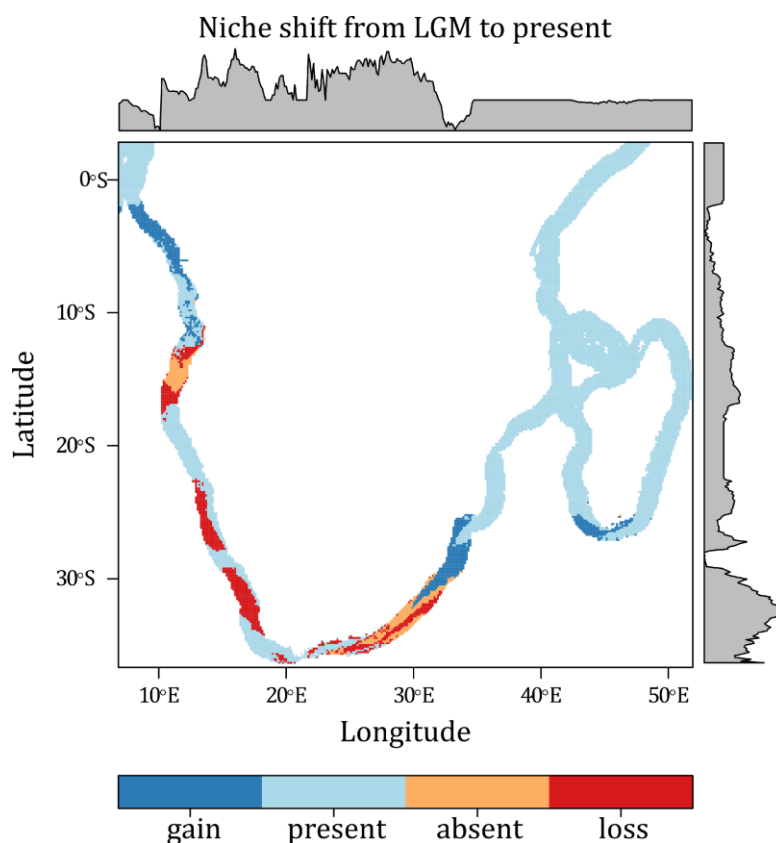 Niche shift from LGM to present
0°S
10°S
20°S
30°S
Latitude
10°E 20°E 30°E 40°E 50°E
Longitude
gain present absent loss